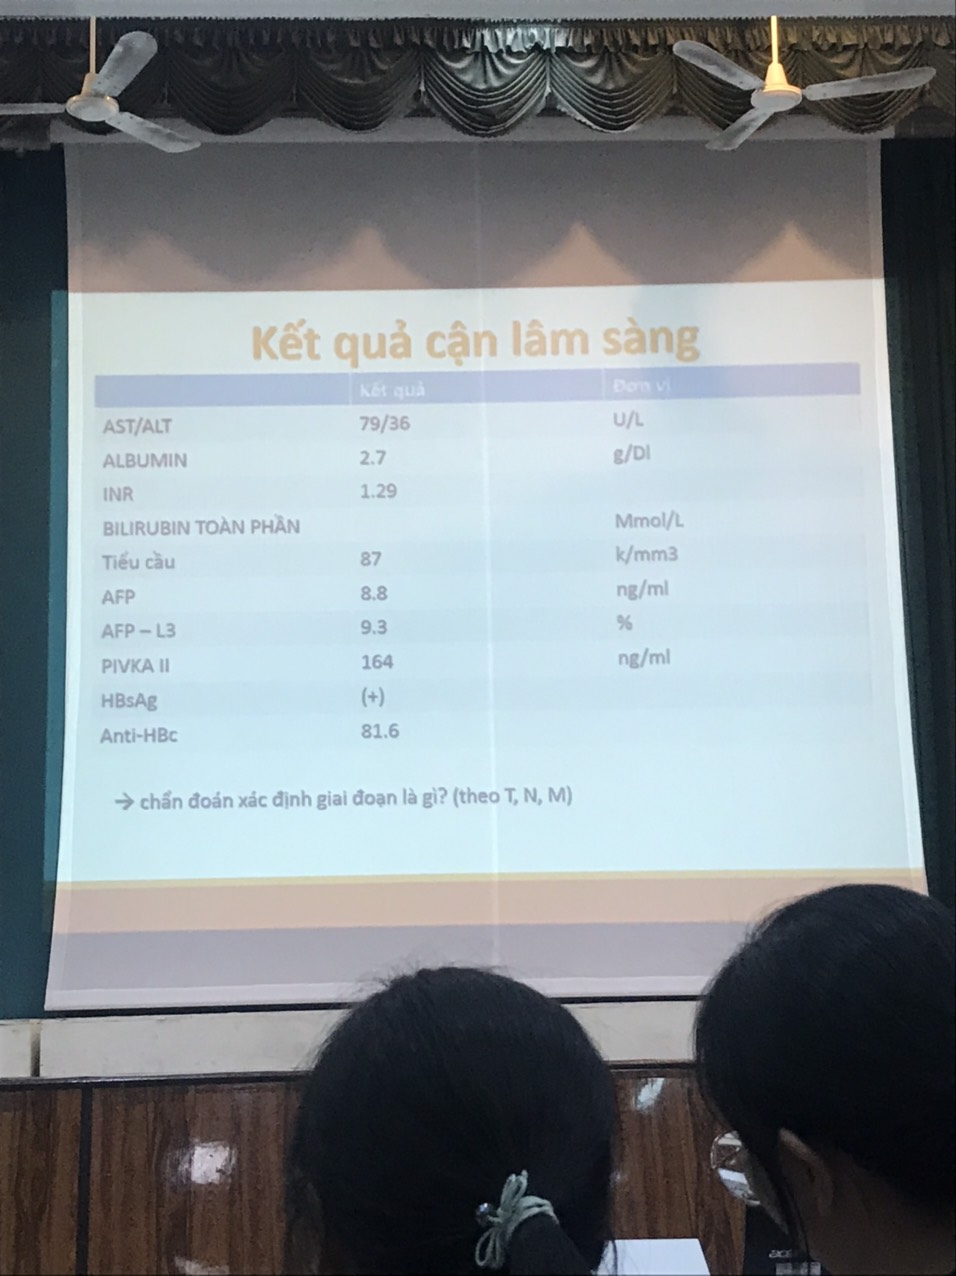 Kết quả cận lâm sàng
Kết quả Đơn vị
AST/ALT 79/36 U/L
ALBUMIN 2.7 g/Dl
INR 1.29
BILIRUBIN TOÀN PHẦN Mmol/L
Tiểu cầu 87 k/mm3
AFP 8.8 ng/ml
AFP – L3 9.3 %
PIVKA II 164 ng/ml
HBsAg (+)
Anti-HBc 81.6
→ chẩn đoán xác định giai đoạn là gì? (theo T, N, M)
acer